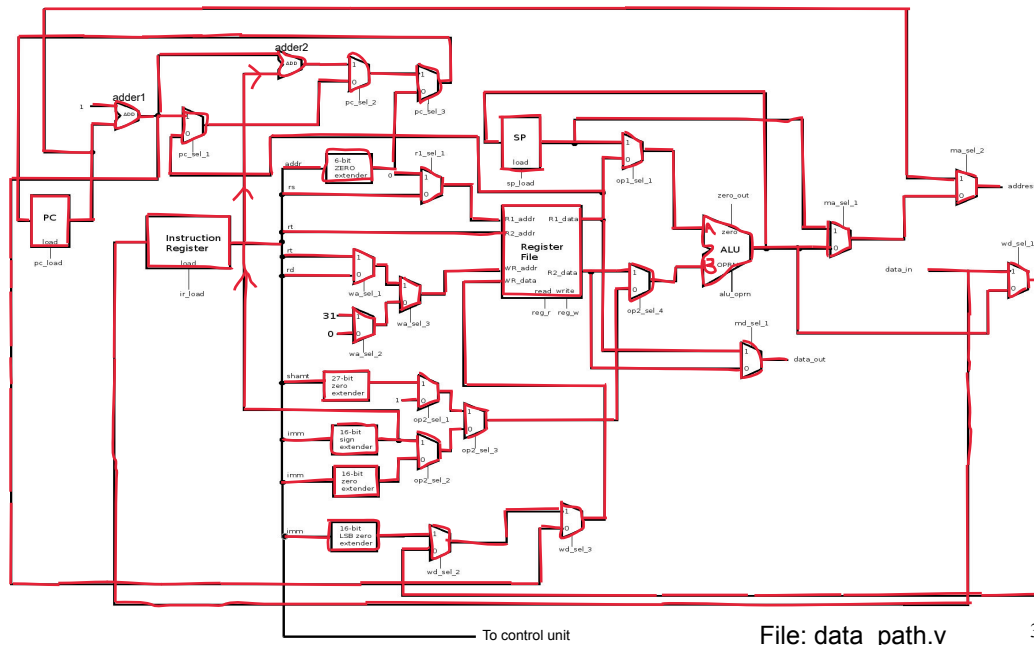 adder2
ADD
1
0
pc_sel_2
1
0
pc_sel_3
adder1
1
ADD
1
0
pc_sel_1
SP
load
sp_load
1
0
op1_sel_1
ma_sel_2
1
0
address
addr
6-bit
ZERO
extender
0
r1_sel_1
1
0
rs
PC
load
pc_load
Instruction
Register
load
ir_load
rt
rt
rd
R1_addr
R2_addr
WR_addr
WR_data
Register
File
R1_data
R2_data
read
write
reg_r
reg_w
zero_out
zero
1
2
3
ALU
OPRN
alu_oprn
ma_sel_1
1
0
data_in
wd_sel_1
1
0
1
0
wa_sel_1
1
0
wa_sel_3
31
0
1
0
wa_sel_2
1
0
op2_sel_4
md_sel_1
1
0
data_out
shamt
27-bit
zero
extender
1
1
0
op2_sel_1
1
0
op2_sel_3
imm
16-bit
sign
extender
1
0
op2_sel_2
imm
16-bit
zero
extender
imm
16-bit
LSB zero
extender
1
0
wd_sel_2
1
0
wd_sel_3
To control unit
File: data_path.v